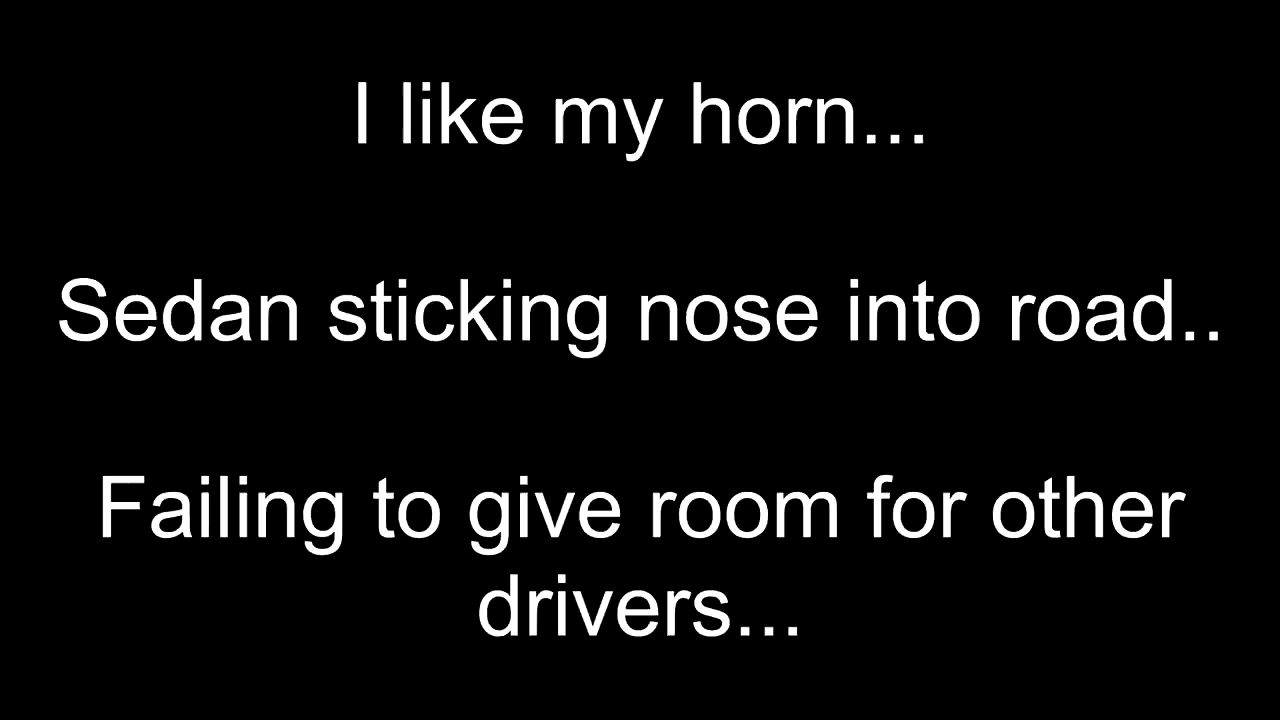 I like my horn...
Sedan sticking nose into road..
Failing to give room for other
drivers...